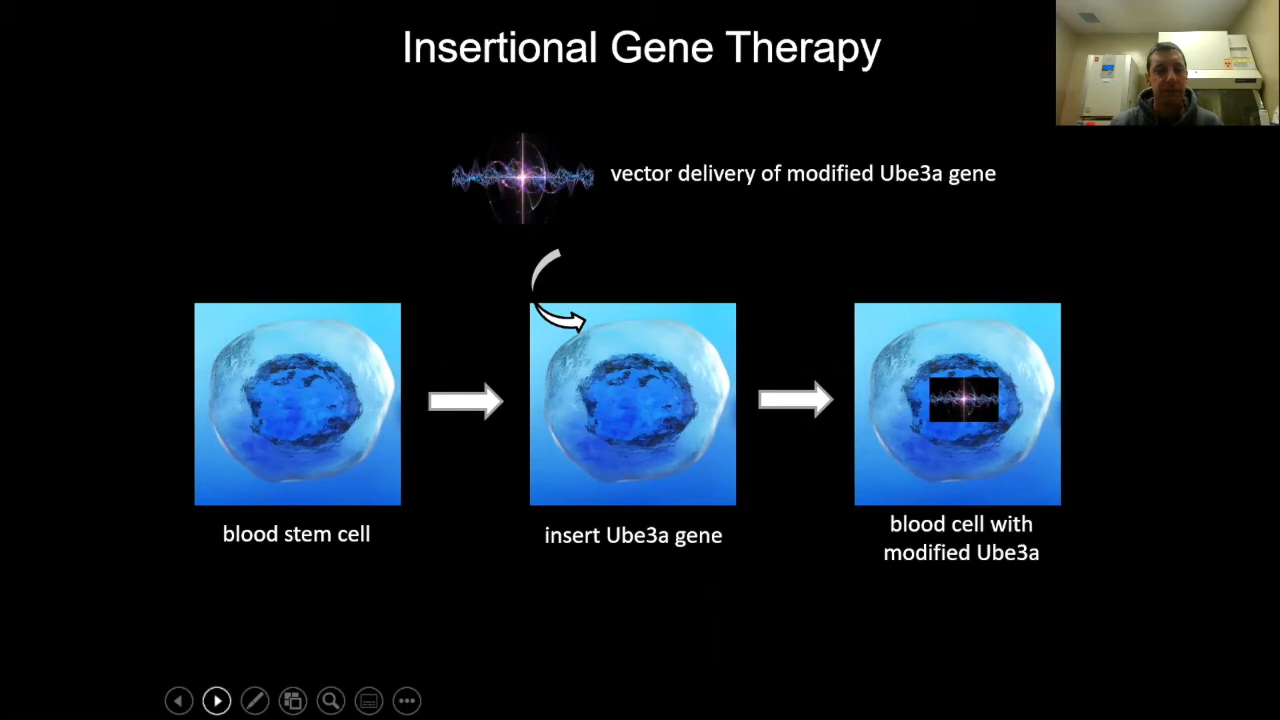 Insertional Gene Therapy
vector delivery of modified Ube3a gene
blood stem cell
insert Ube3a gene
blood cell with
modified Ube3a